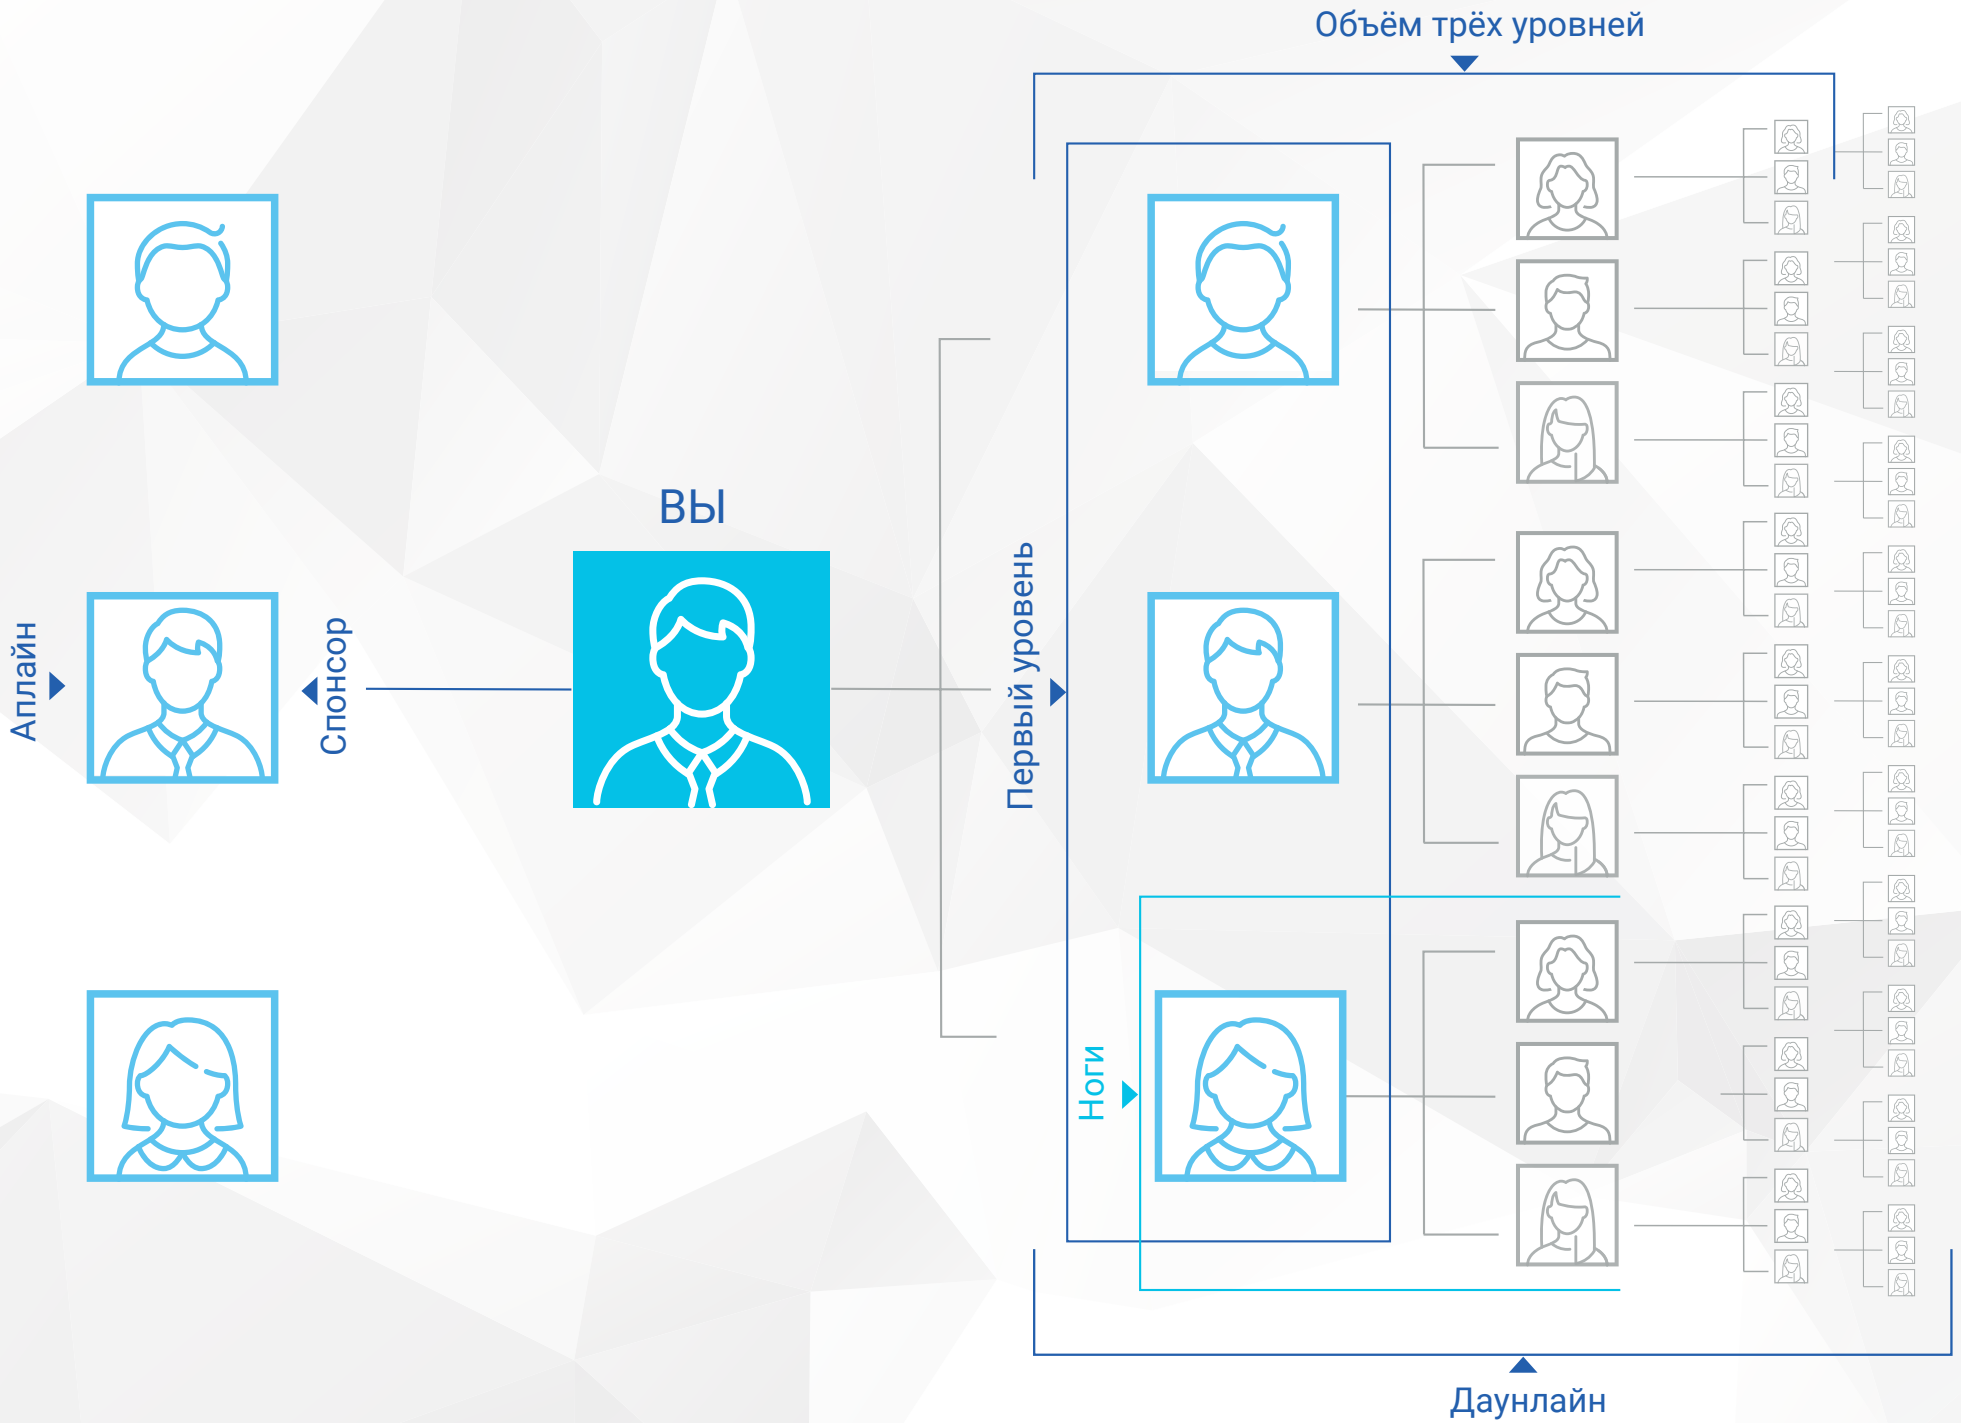 Объём трёх уровней
ВЫ
Аплайн
Спонсор
Первый уровень
Ноги
Даунлайн